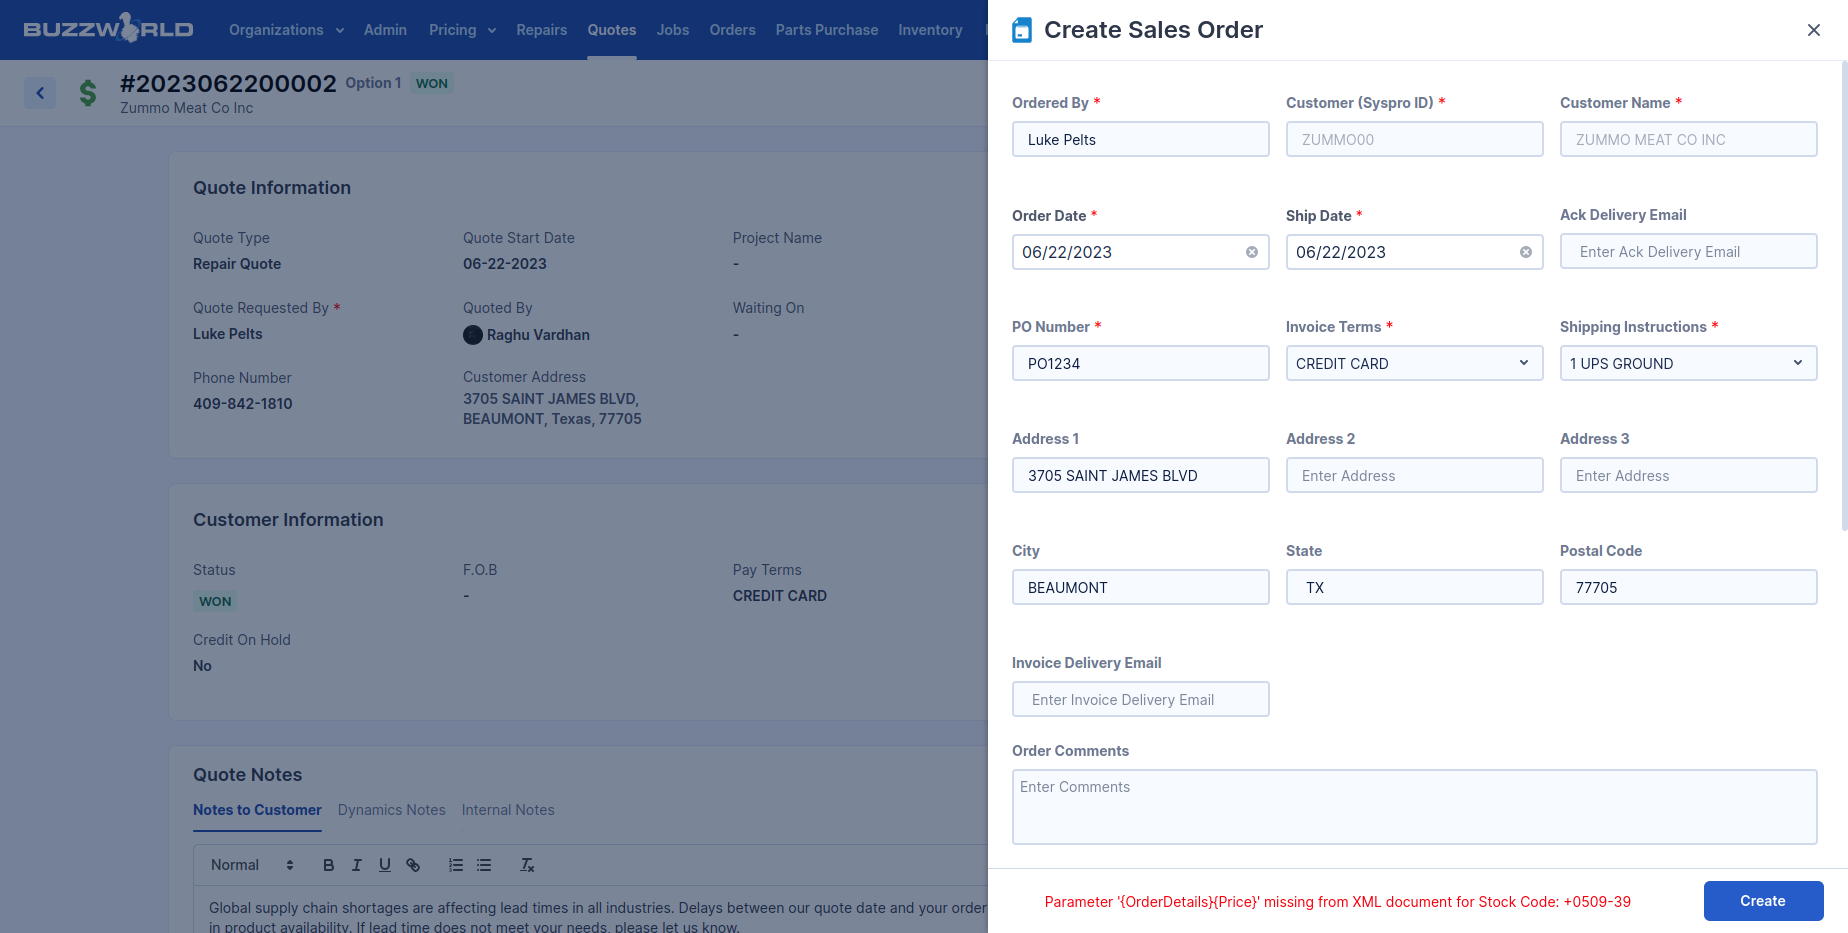 BUZZWORLD
Organizations Admin Pricing Repairs Quotes Jobs Orders Parts Purchase Inventory
#2023062200002 Option 1 WON
Zummo Meat Co Inc
Quote Information
Quote Type Quote Start Date Project Name
Repair Quote 06-22-2023 -
Quote Requested By * Quoted By Waiting On
Luke Pelts Raghu Vardhan -
Phone Number Customer Address
409-842-1810 3705 SAINT JAMES BLVD,
BEAUMONT, Texas, 77705
Customer Information
Status F.O.B Pay Terms
WON - CREDIT CARD
Credit On Hold
No
Quote Notes
Notes to Customer Dynamics Notes Internal Notes
Normal B I U
Global supply chain shortages are affecting lead times in all industries. Delays between our quote date and your order
in product availability. If lead time does not meet your needs, please let us know.
Create Sales Order
Ordered By * Customer (Syspro ID) * Customer Name *
Luke Pelts ZUMMO00 ZUMMO MEAT CO INC
Order Date * Ship Date * Ack Delivery Email
06/22/2023 06/22/2023 Enter Ack Delivery Email
PO Number * Invoice Terms * Shipping Instructions *
PO1234 CREDIT CARD 1 UPS GROUND
Address 1 Address 2 Address 3
3705 SAINT JAMES BLVD Enter Address Enter Address
City State Postal Code
BEAUMONT TX 77705
Invoice Delivery Email
Enter Invoice Delivery Email
Order Comments
Enter Comments
Parameter '{OrderDetails}{Price}' missing from XML document for Stock Code: +0509-39
Create